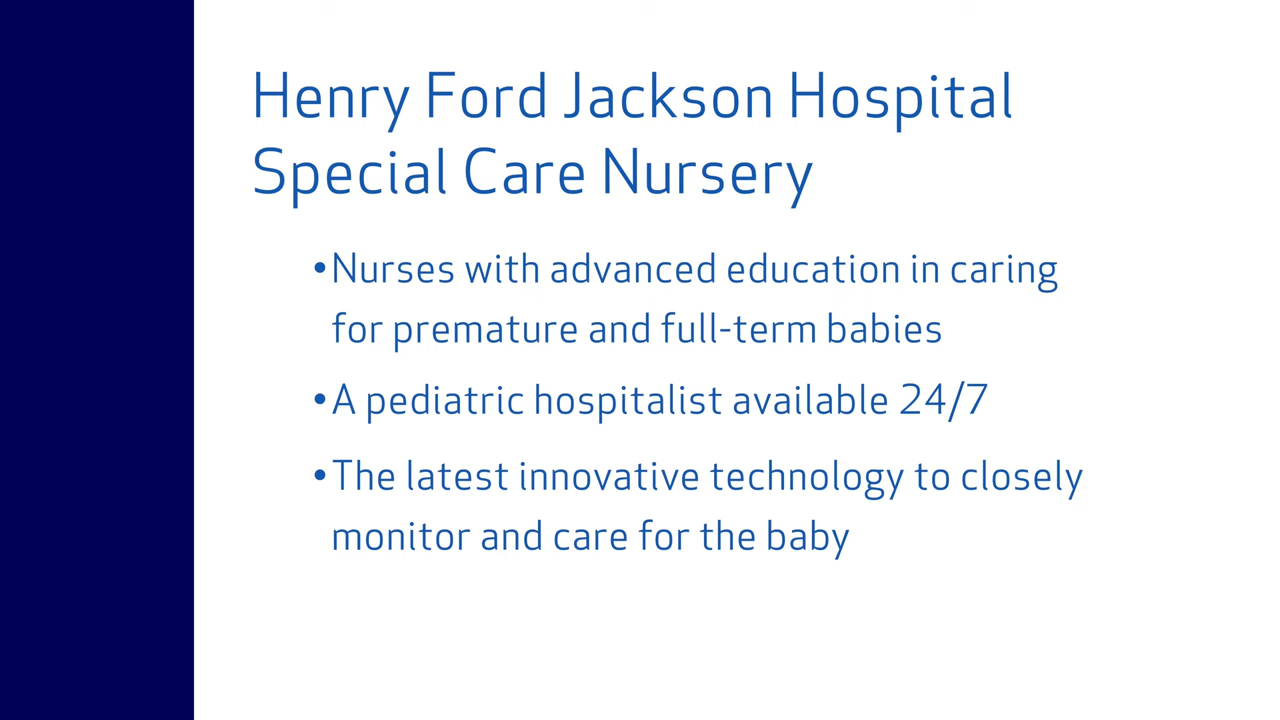 Henry Ford Jackson Hospital
Special Care Nursery
•Nurses with advanced education in caring
for premature and full-term babies
•A pediatric hospitalist available 24/7
•The latest innovative technology to closely
monitor and care for the baby